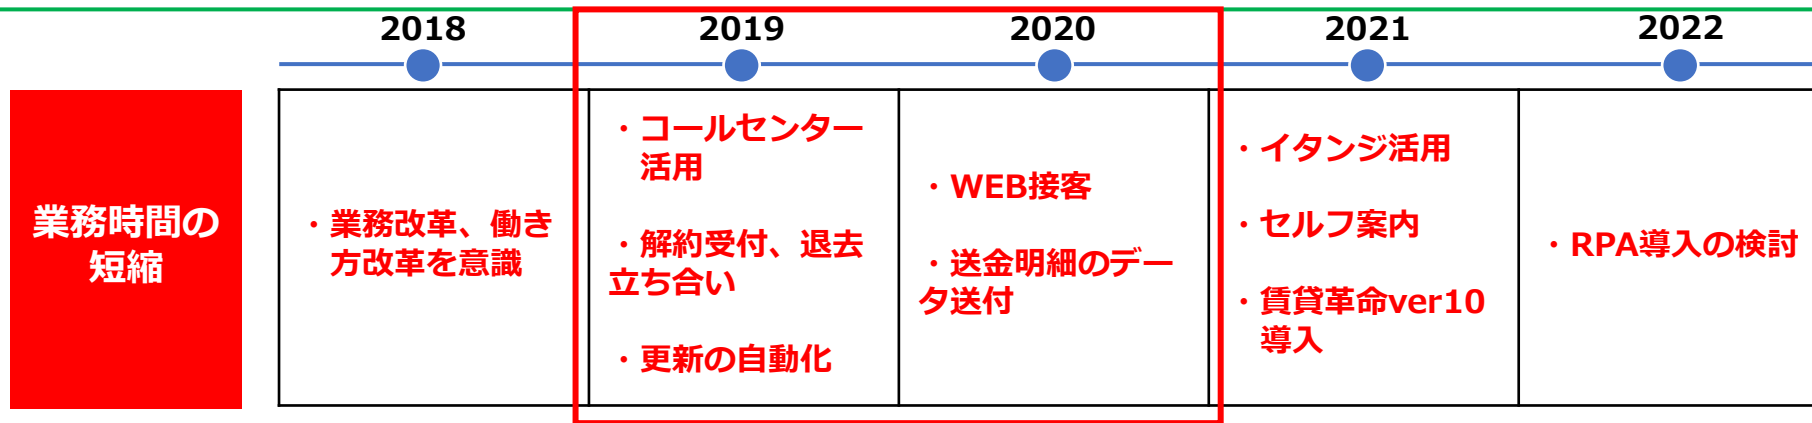 2018
2019
2020
2021
2022
業務時間の
短縮
・業務改革、働き
方改革を意識
・コールセンター
活用
・解約受付、退去
立ち合い
・更新の自動化
・WEB接客
・送金明細のデー
タ送付
・イタンジ活用
・セルフ案内
・賃貸革命ver10
導入
・RPA導入の検討